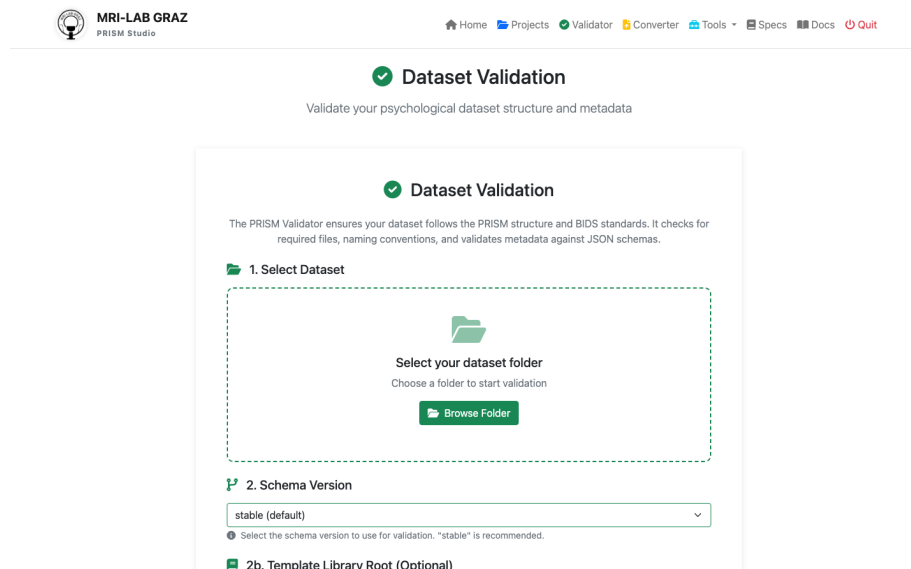 MRI-LAB GRAZ
PRISM Studio
Home Projects Validator Converter Tools Specs Docs Quit
Dataset Validation
Validate your psychological dataset structure and metadata
Dataset Validation
The PRISM Validator ensures your dataset follows the PRISM structure and BIDS standards. It checks for
required files, naming conventions, and validates metadata against JSON schemas.
1. Select Dataset
Select your dataset folder
Choose a folder to start validation
Browse Folder
2. Schema Version
stable (default)
Select the schema version to use for validation. "stable" is recommended.
2b. Template Library Root (Optional)